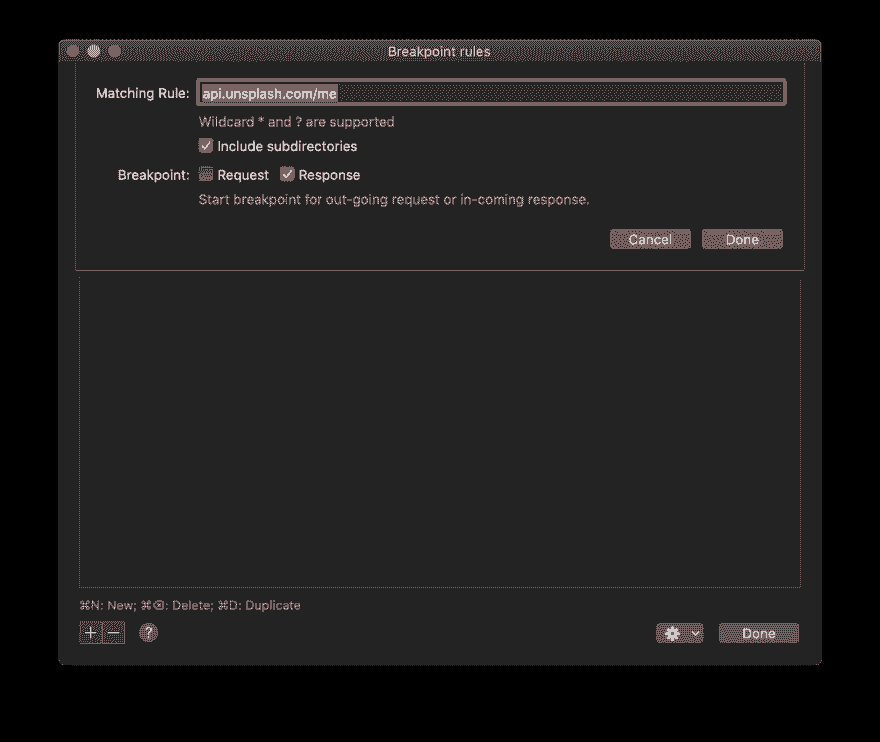 Breakpoint rules
Matching Rule: api.unsplash.com/me
Wildcard * and ? are supported
Include subdirectories
Breakpoint: Request Response
Start breakpoint for out-going request or in-coming response.
Cancel Done
⌘N: New; ⌘⌫: Delete; ⌘D: Duplicate
+ − ? Done